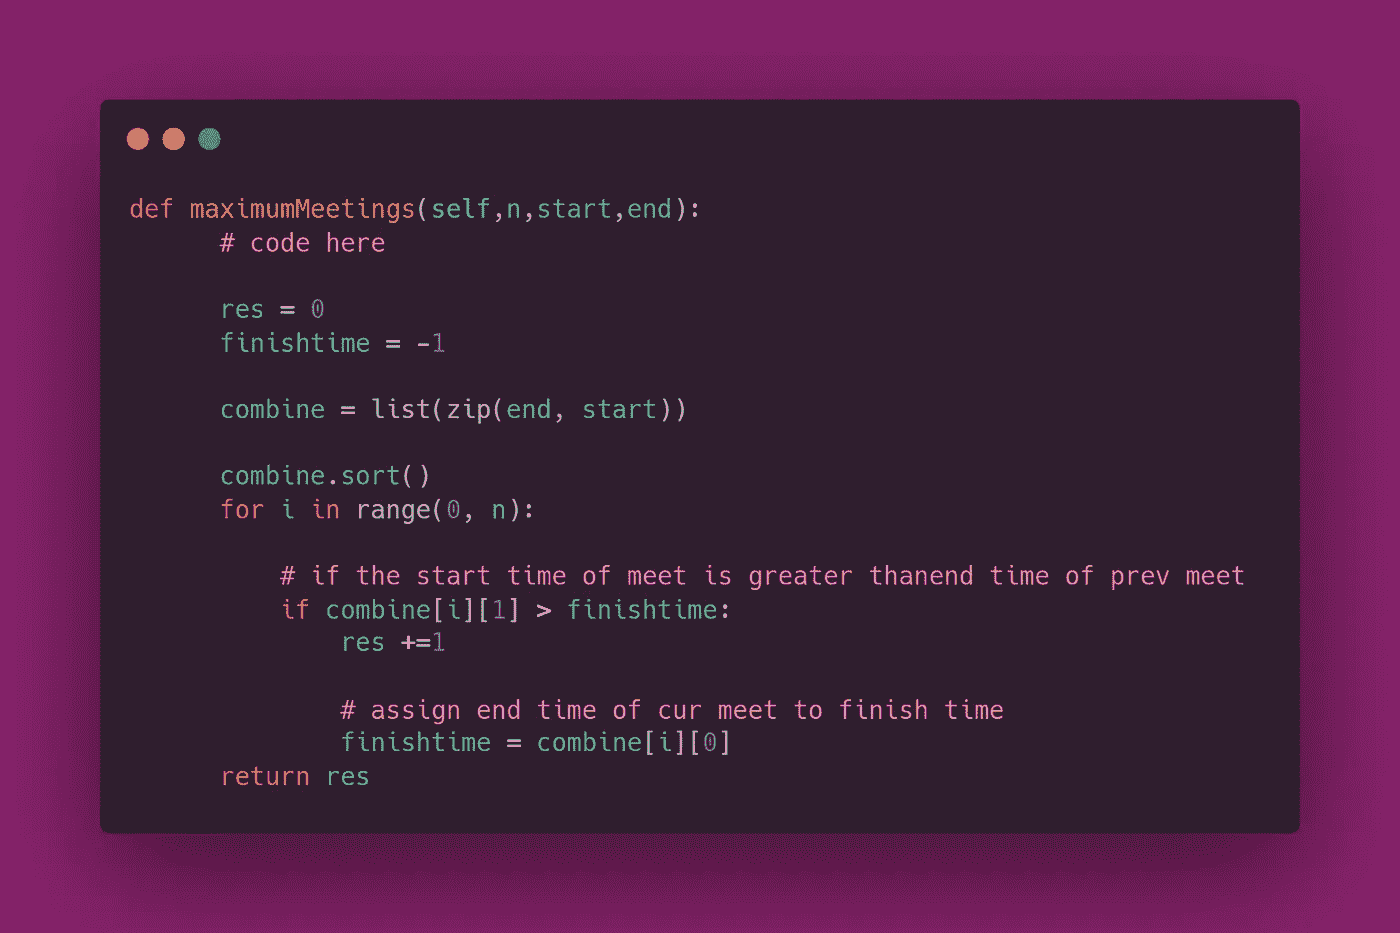 def maximumMeetings(self,n,start,end):
# code here
res = 0
finishtime = -1
combine = list(zip(end, start))
combine.sort()
for i in range(0, n):
# if the start time of meet is greater thanend time of prev meet
if combine[i][1] > finishtime:
res +=1
# assign end time of cur meet to finish time
finishtime = combine[i][0]
return res